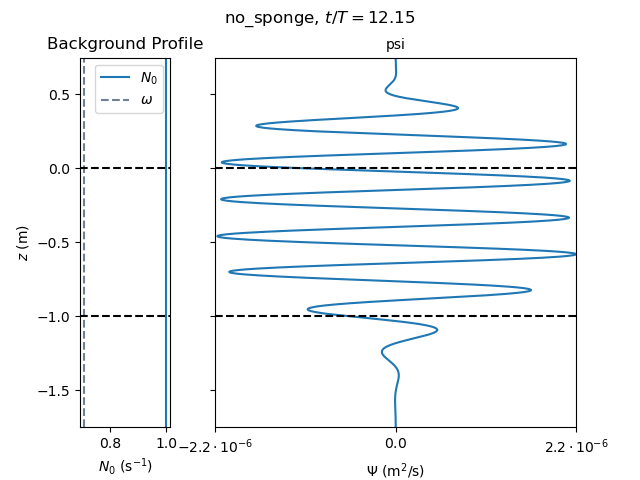 no_sponge, t/T = 12.15
Background Profile
psi
N₀
ω
0.5
0.0
−0.5
−1.0
−1.5
z (m)
0.8
1.0
−2.2 · 10⁻⁶
0.0
2.2 · 10⁻⁶
N₀ (s⁻¹)
Ψ (m²/s)